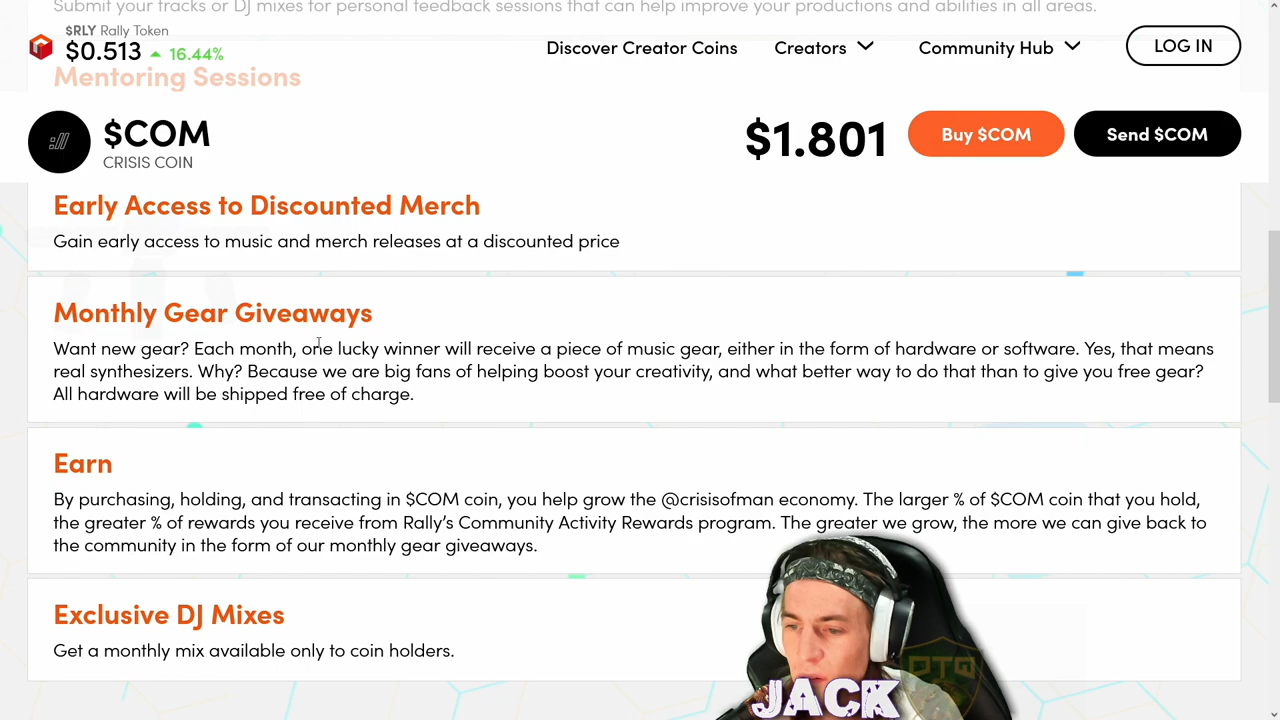 Submit your tracks or DJ mixes for personal feedback sessions that can help improve your productions and abilities in all areas.
$RLY Rally Token
$0.513 ▲ 16.44%
Discover Creator Coins
Creators
Community Hub
LOG IN
Mentoring Sessions
$COM
CRISIS COIN
$1.801
Buy $COM
Send $COM
Early Access to Discounted Merch
Gain early access to music and merch releases at a discounted price
Monthly Gear Giveaways
Want new gear? Each month, one lucky winner will receive a piece of music gear, either in the form of hardware or software. Yes, that means
real synthesizers. Why? Because we are big fans of helping boost your creativity, and what better way to do that than to give you free gear?
All hardware will be shipped free of charge.
Earn
By purchasing, holding, and transacting in $COM coin, you help grow the @crisisofman economy. The larger % of $COM coin that you hold,
the greater % of rewards you receive from Rally's Community Activity Rewards program. The greater we grow, the more we can give back to
the community in the form of our monthly gear giveaways.
Exclusive DJ Mixes
Get a monthly mix available only to coin holders.
PTQ
JACK